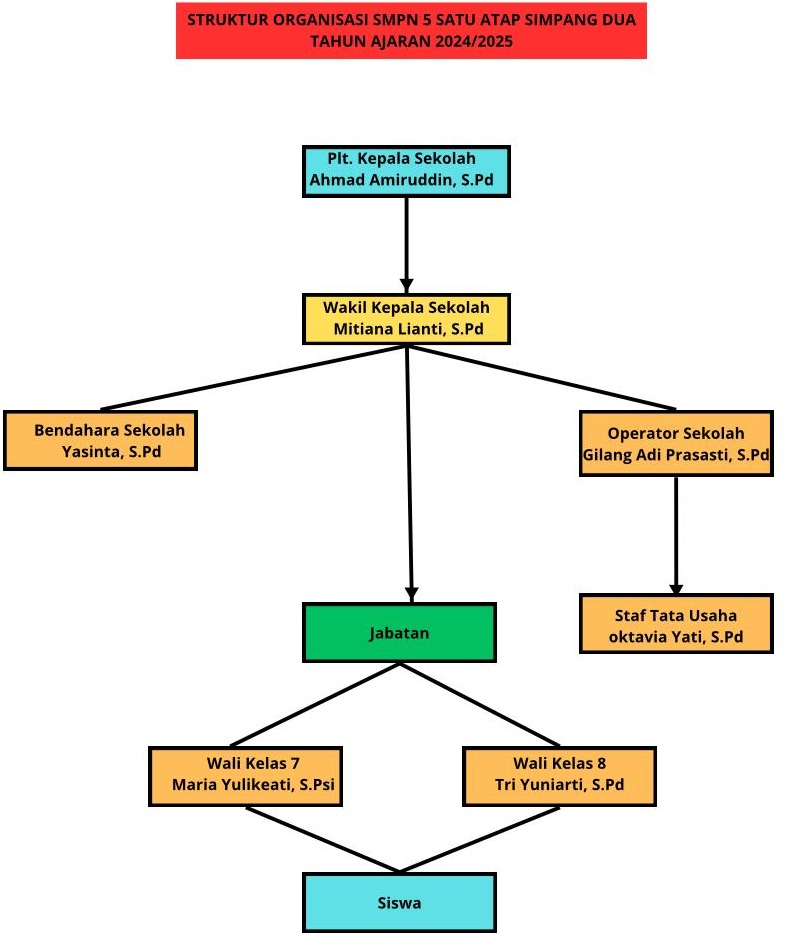 STRUKTUR ORGANISASI SMPN 5 SATU ATAP SIMPANG DUA
TAHUN AJARAN 2024/2025
Plt. Kepala Sekolah
Ahmad Amiruddin, S.Pd
Wakil Kepala Sekolah
Mitiana Lianti, S.Pd
Bendahara Sekolah
Yasinta, S.Pd
Operator Sekolah
Gilang Adi Prasasti, S.Pd
Jabatan
Staf Tata Usaha
oktavia Yati, S.Pd
Wali Kelas 7
Maria Yulikeati, S.Psi
Wali Kelas 8
Tri Yuniarti, S.Pd
Siswa